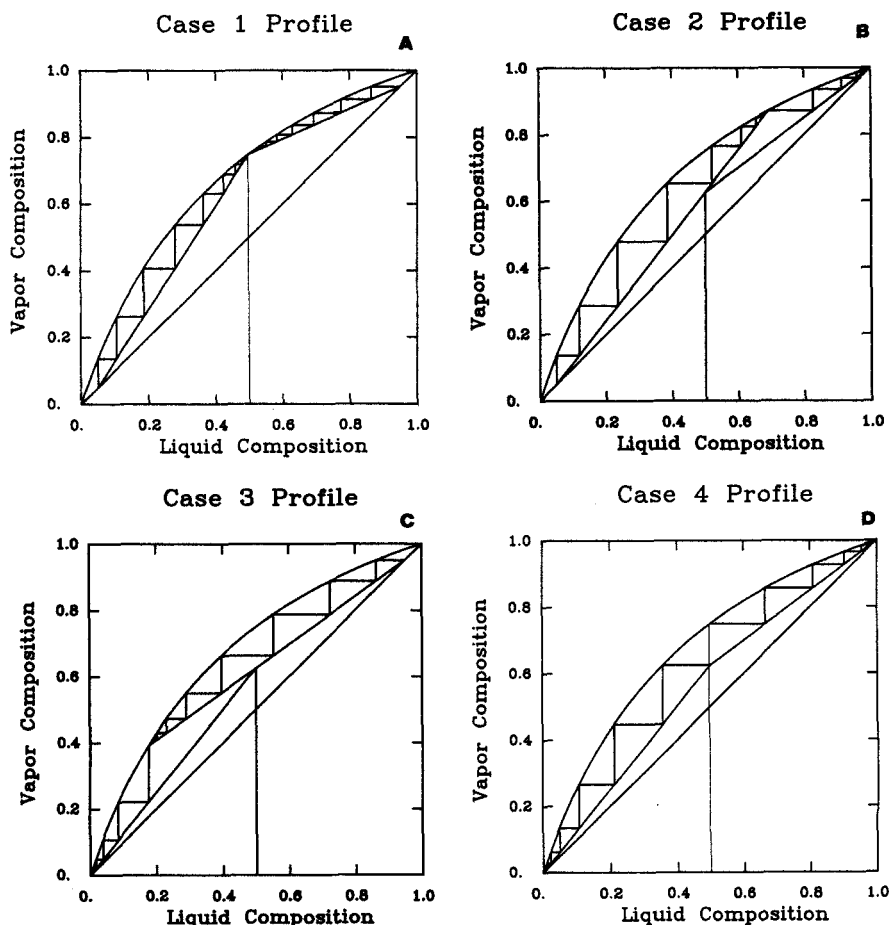 Case 1 Profile
A
1.0
0.8
0.6
0.4
0.2
0.
Vapor Composition
0. 0.2 0.4 0.6 0.8 1.0
Liquid Composition
Case 2 Profile
B
1.0
0.8
0.6
0.4
0.2
0.
Vapor Composition
0. 0.2 0.4 0.6 0.8 1.0
Liquid Composition
Case 3 Profile
C
1.0
0.8
0.6
0.4
0.2
0.
Vapor Composition
0. 0.2 0.4 0.6 0.8 1.0
Liquid Composition
Case 4 Profile
D
1.0
0.8
0.6
0.4
0.2
0.
Vapor Composition
0. 0.2 0.4 0.6 0.8 1.0
Liquid Composition